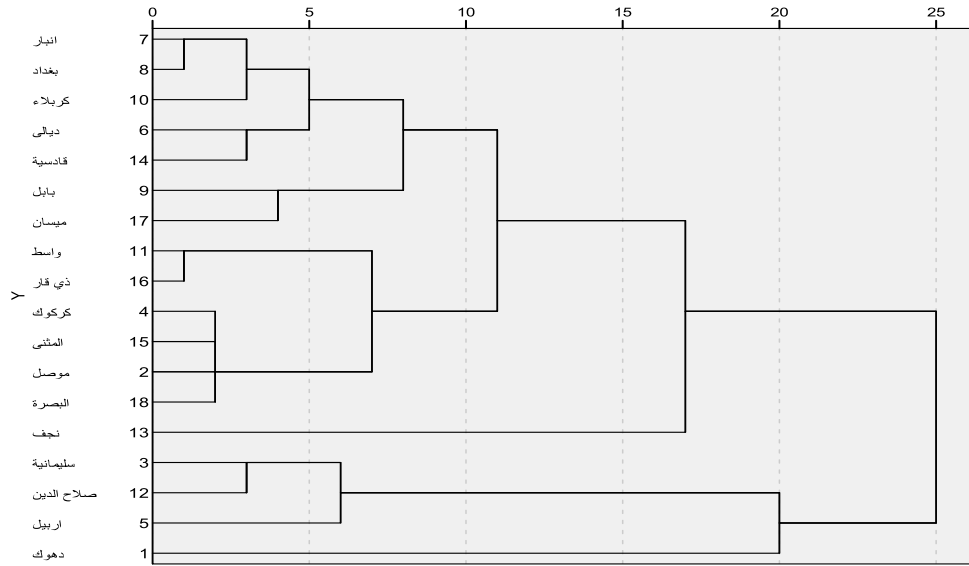 0 5 10 15 20 25
انبار 7
بغداد 8
كربلاء 10
ديالى 6
قادسية 14
بابل 9
ميسان 17
واسط 11
ذي قار 16
Y
كركوك 4
المثنى 15
موصل 2
البصرة 18
نجف 13
سليمانية 3
صلاح الدين 12
اربيل 5
دهوك 1